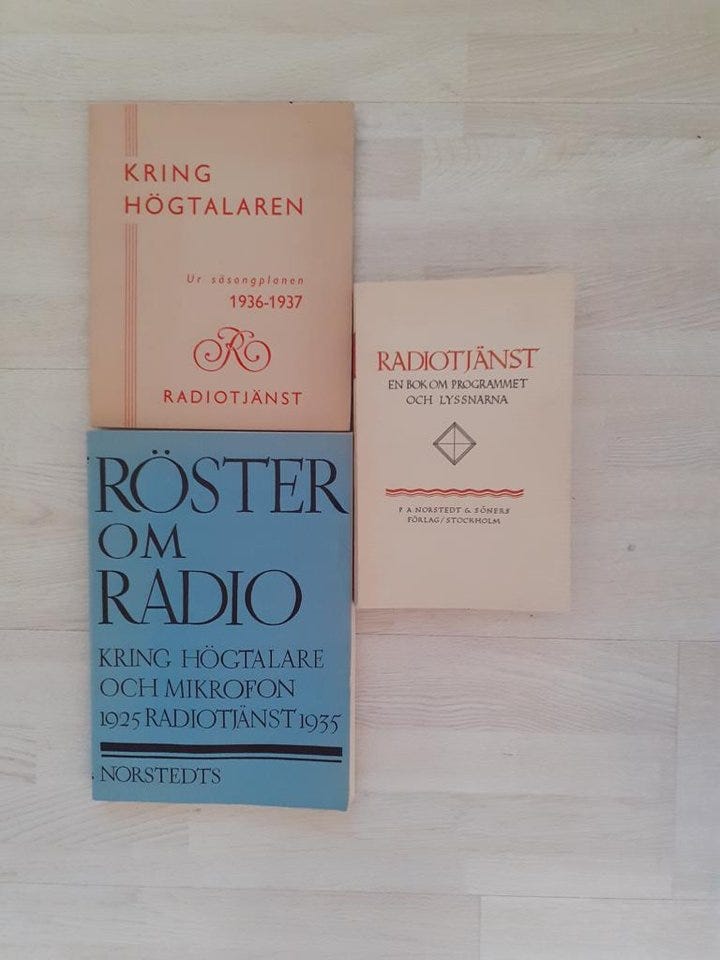 KRING
HÖGTALAREN
Ur säsongplanen
1936-1937
R
RADIOTJÄNST
RADIOTJÄNST
EN BOK OM PROGRAMMET
OCH LYSSNARNA
P A NORSTEDT & SÖNERS
FÖRLAG/STOCKHOLM
RÖSTER
OM
RADIO
KRING HÖGTALARE
OCH MIKROFON
1925 RADIOTJÄNST 1935
NORSTEDTS